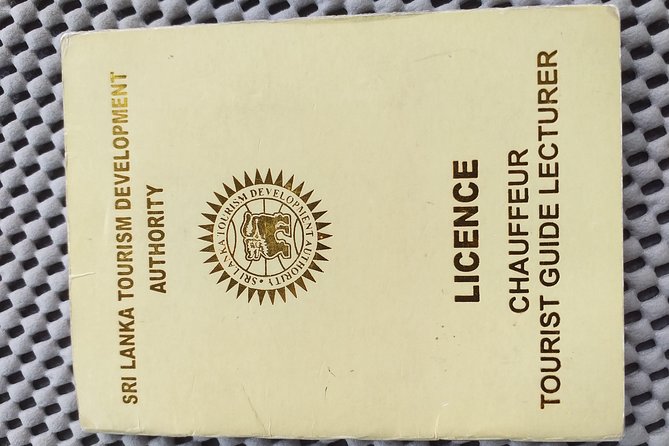 SRI LANKA TOURISM DEVELOPMENT
AUTHORITY
SRI LANKA TOURISM DEVELOPMENT AUTHORITY
LICENCE
CHAUFFEUR
TOURIST GUIDE LECTURER